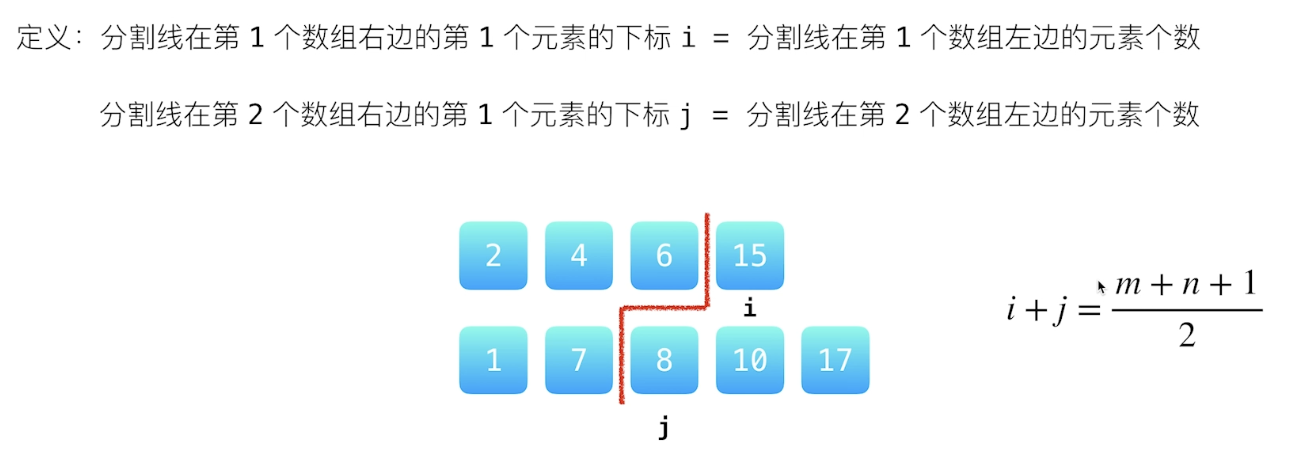 定义：分割线在第 1 个数组右边的第 1 个元素的下标 i = 分割线在第 1 个数组左边的元素个数
分割线在第 2 个数组右边的第 1 个元素的下标 j = 分割线在第 2 个数组左边的元素个数
2 4 6 15
i
1 7 8 10 17
j
i + j = \frac{m + n + 1}{2}